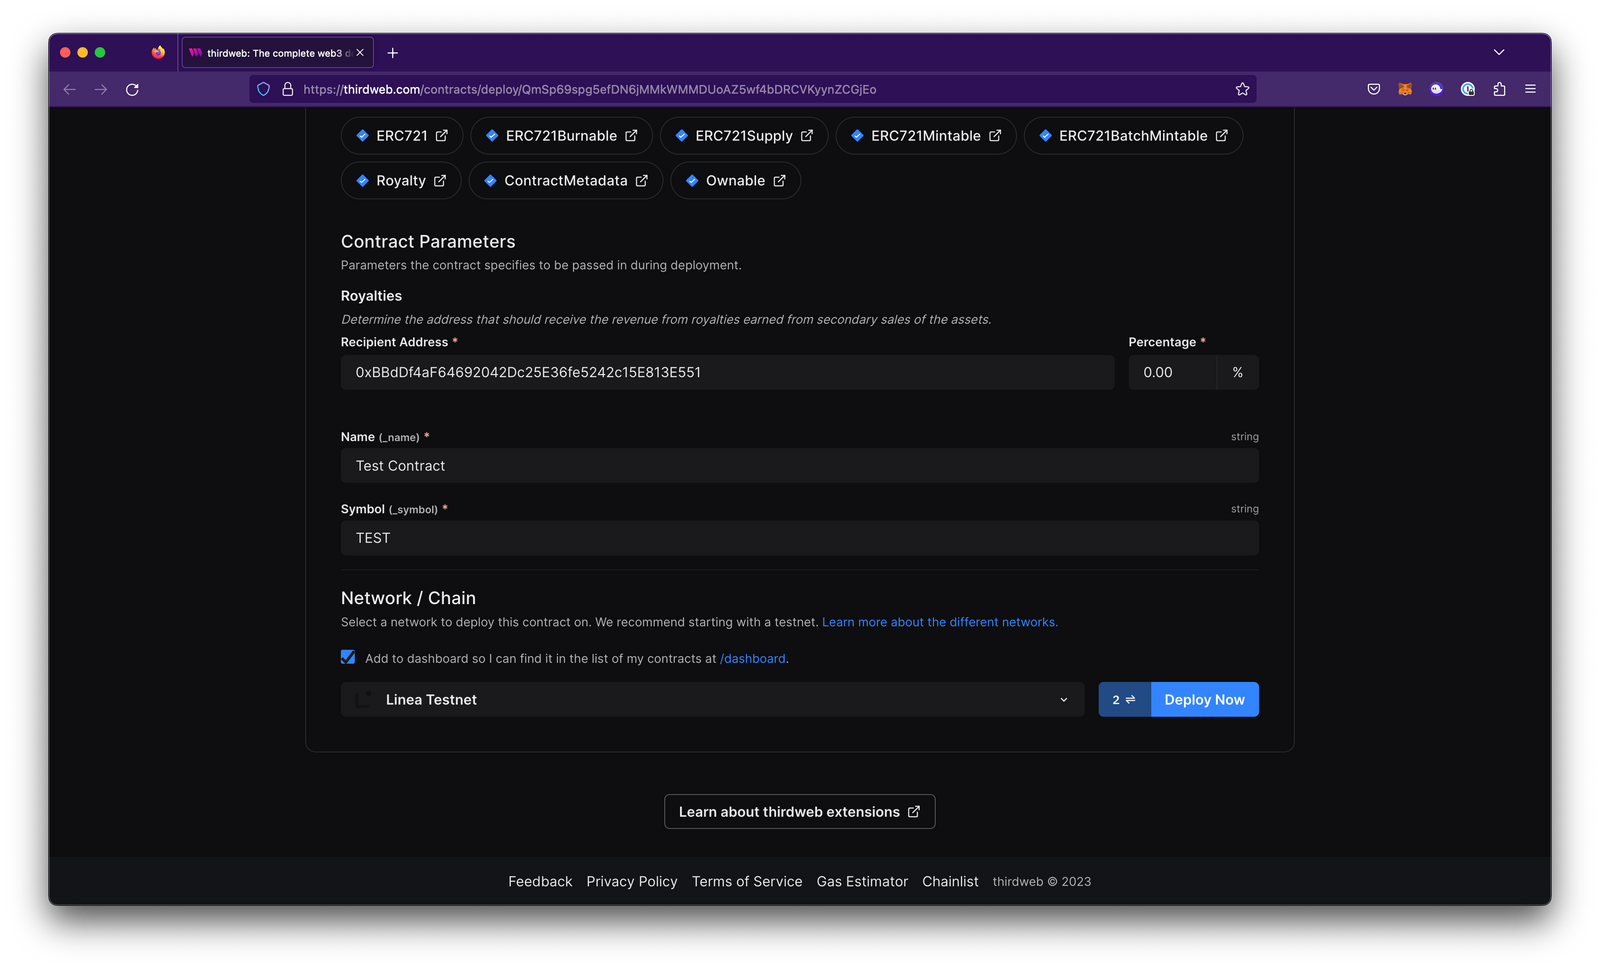 thirdweb: The complete web3 d
https://thirdweb.com/contracts/deploy/QmSp69spg5efDN6jMMkWMMDUoAZ5wf4bDRCVKyynZCGjEo
ERC721 ERC721Burnable ERC721Supply ERC721Mintable ERC721BatchMintable
Royalty ContractMetadata Ownable
Contract Parameters
Parameters the contract specifies to be passed in during deployment.
Royalties
Determine the address that should receive the revenue from royalties earned from secondary sales of the assets.
Recipient Address * Percentage *
0xBBdDf4aF64692042Dc25E36fe5242c15E813E551 0.00 %
Name (_name) * string
Test Contract
Symbol (_symbol) * string
TEST
Network / Chain
Select a network to deploy this contract on. We recommend starting with a testnet. Learn more about the different networks.
Add to dashboard so I can find it in the list of my contracts at /dashboard.
Linea Testnet 2 Deploy Now
Learn about thirdweb extensions
Feedback Privacy Policy Terms of Service Gas Estimator Chainlist thirdweb © 2023